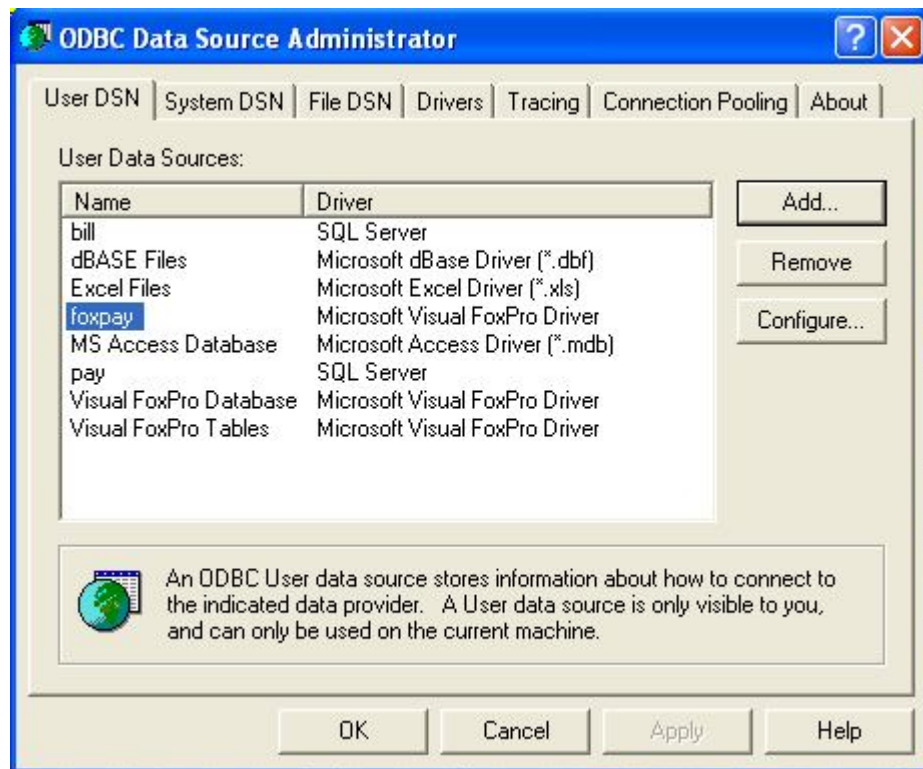 ODBC Data Source Administrator
User DSN System DSN File DSN Drivers Tracing Connection Pooling About
User Data Sources:
Name Driver
bill SQL Server
dBASE Files Microsoft dBase Driver (*.dbf)
Excel Files Microsoft Excel Driver (*.xls)
foxpay Microsoft Visual FoxPro Driver
MS Access Database Microsoft Access Driver (*.mdb)
pay SQL Server
Visual FoxPro Database Microsoft Visual FoxPro Driver
Visual FoxPro Tables Microsoft Visual FoxPro Driver
Add...
Remove
Configure...
An ODBC User data source stores information about how to connect to
the indicated data provider. A User data source is only visible to you,
and can only be used on the current machine.
OK Cancel Apply Help